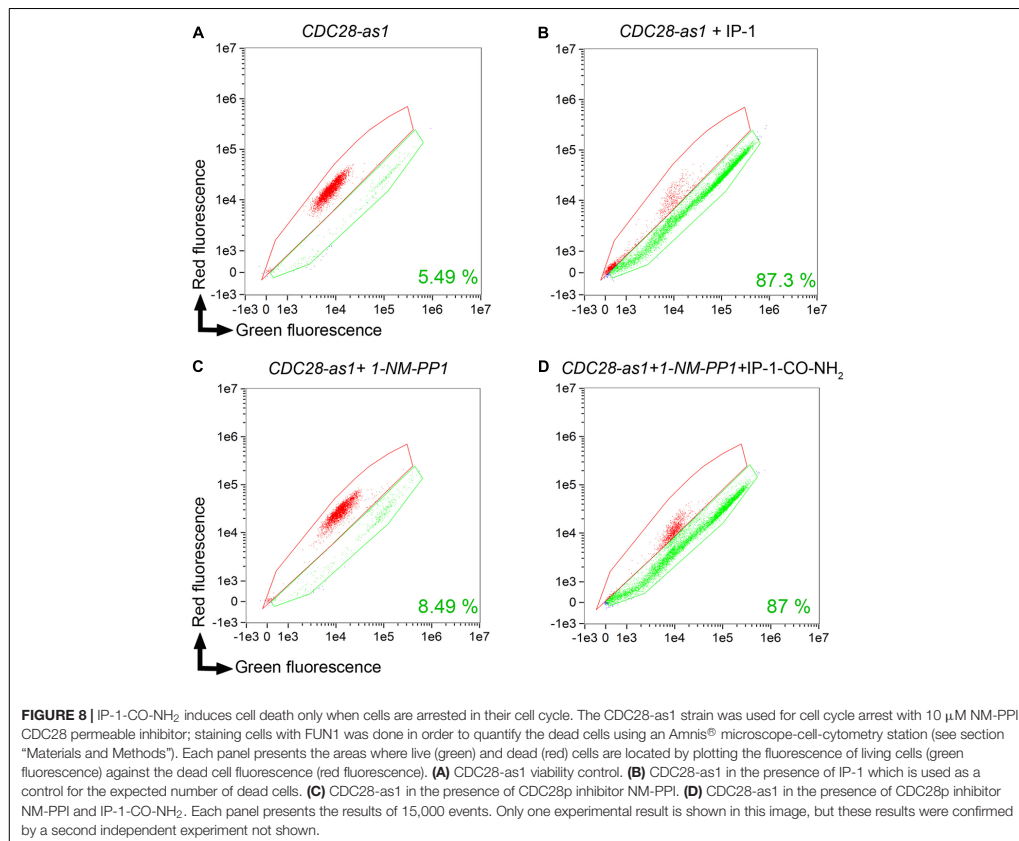 A
CDC28-as1
1e7
1e6
1e5
1e4
1e3
0
-1e3
-1e3 0 1e3 1e4 1e5 1e6 1e7
Red fluorescence
Green fluorescence
5.49 %
B
CDC28-as1 + IP-1
1e7
1e6
1e5
1e4
1e3
0
-1e3
-1e3 0 1e3 1e4 1e5 1e6 1e7
87.3 %
C
CDC28-as1+ 1-NM-PP1
1e7
1e6
1e5
1e4
1e3
0
-1e3
-1e3 0 1e3 1e4 1e5 1e6 1e7
Red fluorescence
Green fluorescence
8.49 %
D
CDC28-as1+1-NM-PP1+IP-1-CO-NH2
1e7
1e6
1e5
1e4
1e3
0
-1e3
-1e3 0 1e3 1e4 1e5 1e6 1e7
87 %
FIGURE 8 | IP-1-CO-NH2 induces cell death only when cells are arrested in their cell cycle. The CDC28-as1 strain was used for cell cycle arrest with 10 μM NM-PPI
CDC28 permeable inhibitor; staining cells with FUN1 was done in order to quantify the dead cells using an Amnis® microscope-cell-cytometry station (see section
“Materials and Methods”). Each panel presents the areas where live (green) and dead (red) cells are located by plotting the fluorescence of living cells (green
fluorescence) against the dead cell fluorescence (red fluorescence). (A) CDC28-as1 viability control. (B) CDC28-as1 in the presence of IP-1 which is used as a
control for the expected number of dead cells. (C) CDC28-as1 in the presence of CDC28p inhibitor NM-PPI. (D) CDC28-as1 in the presence of CDC28p inhibitor
NM-PPI and IP-1-CO-NH2. Each panel presents the results of 15,000 events. Only one experimental result is shown in this image, but these results were confirmed
by a second independent experiment not shown.